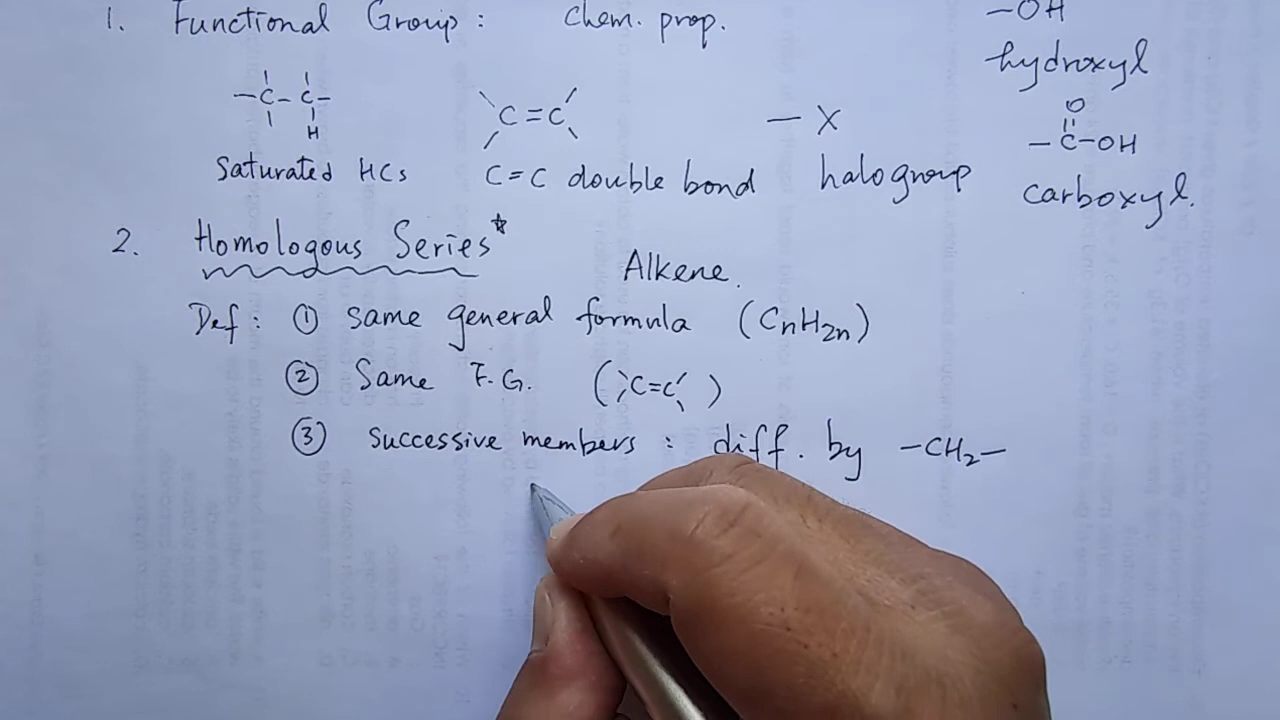 1. Functional Group : Chem. prop.
-OH
hydroxyl
-C-C-
H
C=C
-X
O
-C-OH
Saturated HCs
C=C double bond
halogroup
carboxyl.
2. Homologous Series*
Alkene.
Def : ① same general formula (CnH2n)
② Same F.G. (C=C)
③ Successive members : diff. by -CH2-